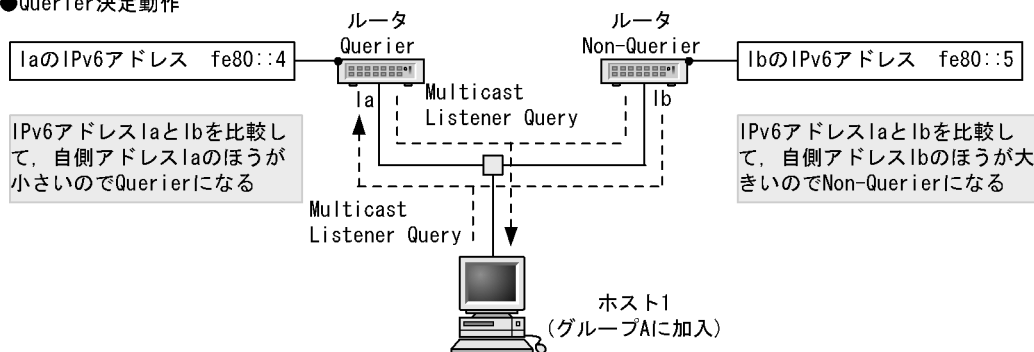 ●Querier決定動作
ルータ
Querier
ルータ
Non-Querier
IaのIPv6アドレス fe80::4
IbのIPv6アドレス fe80::5
Ia
Ib
Multicast
Listener Query
IPv6アドレスIaとIbを比較し
て，自側アドレスIaのほうが
小さいのでQuerierになる
IPv6アドレスIaとIbを比較し
て，自側アドレスIbのほうが大
きいのでNon-Querierになる
Multicast
Listener Query
ホスト1
(グループAに加入)